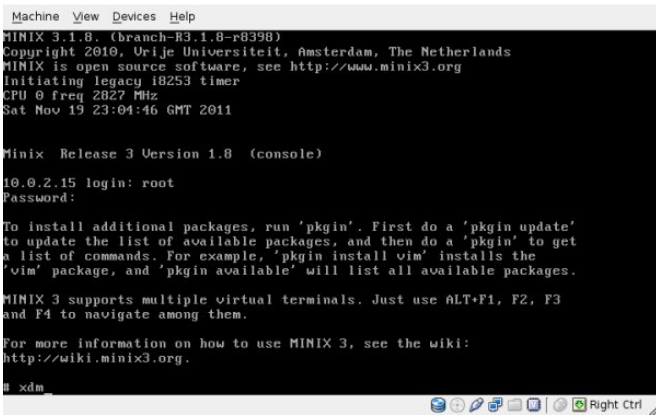 Machine View Devices Help
MINIX 3.1.8. (branch-R3.1.8-r8398)
Copyright 2010, Vrije Universiteit, Amsterdam, The Netherlands
MINIX is open source software, see http://www.minix3.org
Initiating legacy i8253 timer
CPU 0 freq 2827 MHz
Sat Nov 19 23:04:46 GMT 2011
Minix Release 3 Version 1.8 (console)
10.0.2.15 login: root
Password:
To install additional packages, run 'pkgin'. First do a 'pkgin update'
to update the list of available packages, and then do a 'pkgin' to get
a list of commands. For example, 'pkgin install vim' installs the
'vim' package, and 'pkgin available' will list all available packages.
MINIX 3 supports multiple virtual terminals. Just use ALT+F1, F2, F3
and F4 to navigate among them.
For more information on how to use MINIX 3, see the wiki:
http://wiki.minix3.org.
# xdm_
Right Ctrl